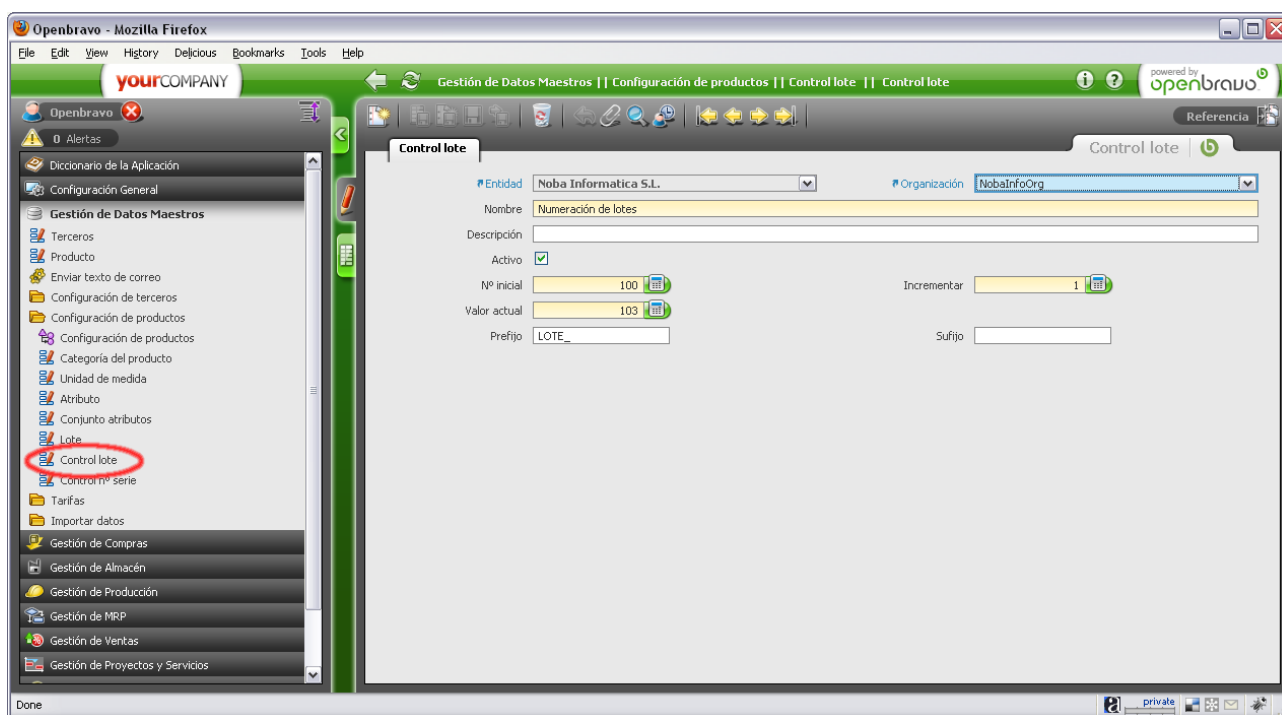 Openbravo - Mozilla Firefox
File Edit View History Delicious Bookmarks Tools Help
yourCOMPANY
Gestión de Datos Maestros || Configuración de productos || Control lote || Control lote
powered by
openbravo
Openbravo
Referencia
0 Alertas
Control lote
Control lote
Diccionario de la Aplicación
Configuración General
Gestión de Datos Maestros
Terceros
Producto
Enviar texto de correo
Configuración de terceros
Configuración de productos
Configuración de productos
Categoría del producto
Unidad de medida
Atributo
Conjunto atributos
Lote
Control lote
Control nº serie
Tarifas
Importar datos
Gestión de Compras
Gestión de Almacén
Gestión de Producción
Gestión de MRP
Gestión de Ventas
Gestión de Proyectos y Servicios
Entidad Noba Informatica S.L. Organización NobaInfoOrg
Nombre Numeración de lotes
Descripción
Activo
Nº inicial 100 Incrementar 1
Valor actual 103
Prefijo LOTE_ Sufijo
Done
private